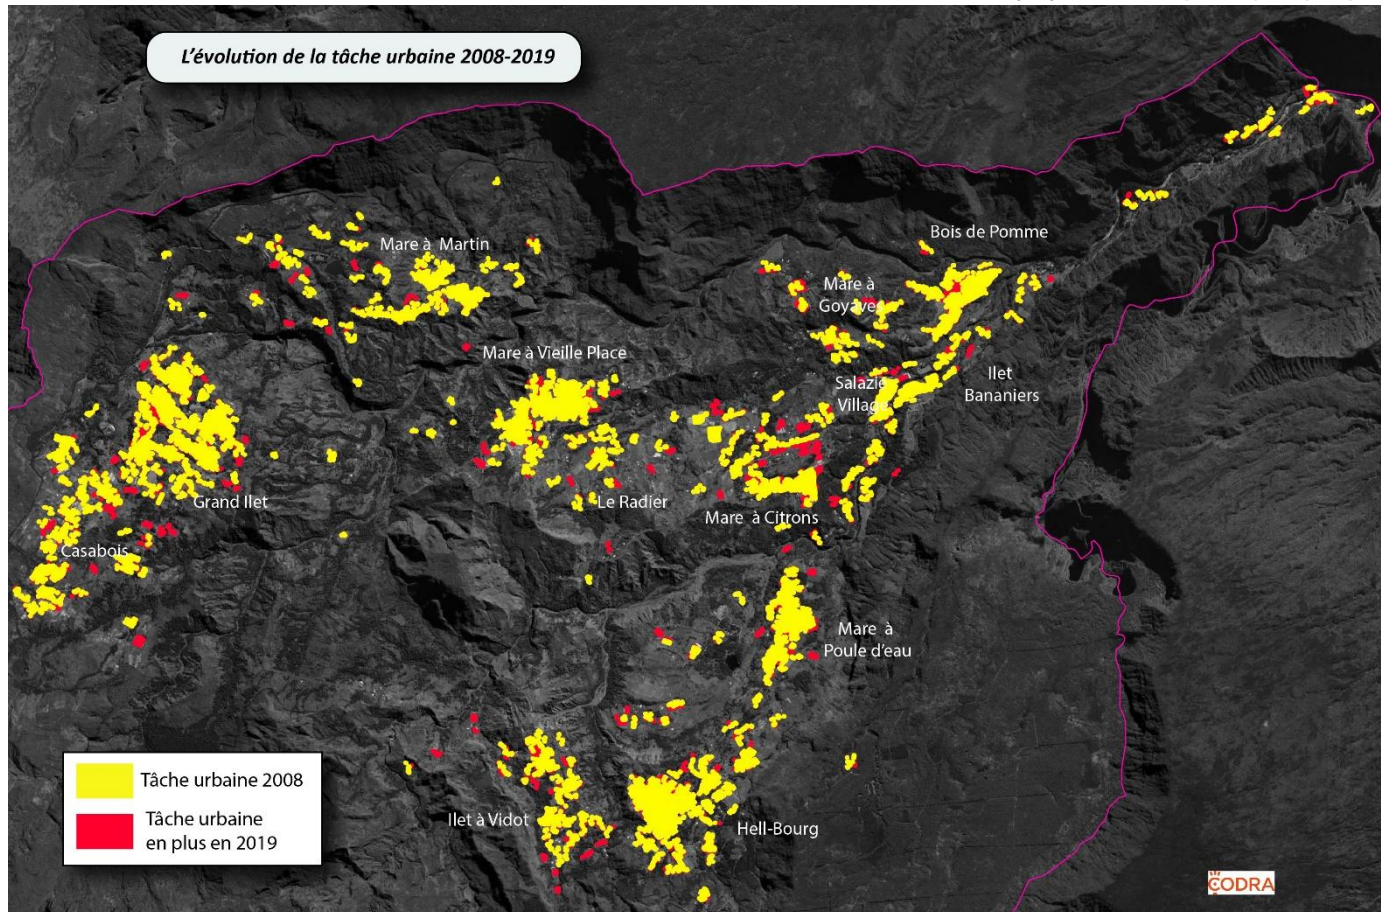 L'évolution de la tâche urbaine 2008-2019
Bois de Pomme
Mare à Martin
Mare à
Goyaves
Mare à Vieille Place
Ilet
Bananiers
Salazie
Village
Grand Ilet
Le Radier
Mare à Citrons
Casabois
Mare à
Poule d'eau
Tâche urbaine 2008
Tâche urbaine
en plus en 2019
Ilet à Vidot
Hell-Bourg
CODRA